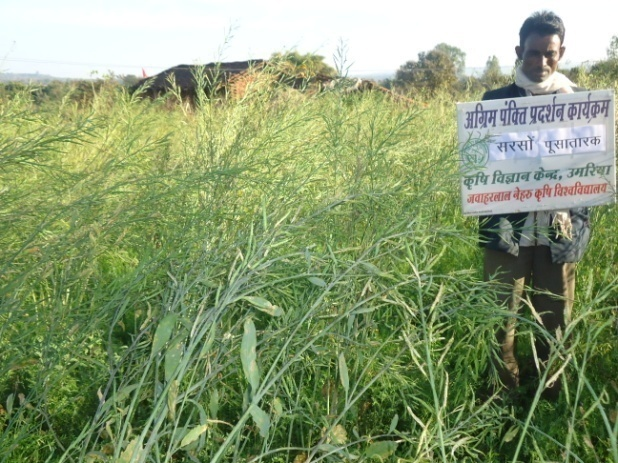 अग्रिम पंक्ति प्रदर्शन कार्यक्रम
सरसों पूसातारक
कृषि विज्ञान केन्द्र, उमरिया
जवाहरलाल नेहरु कृषि विश्वविद्यालय